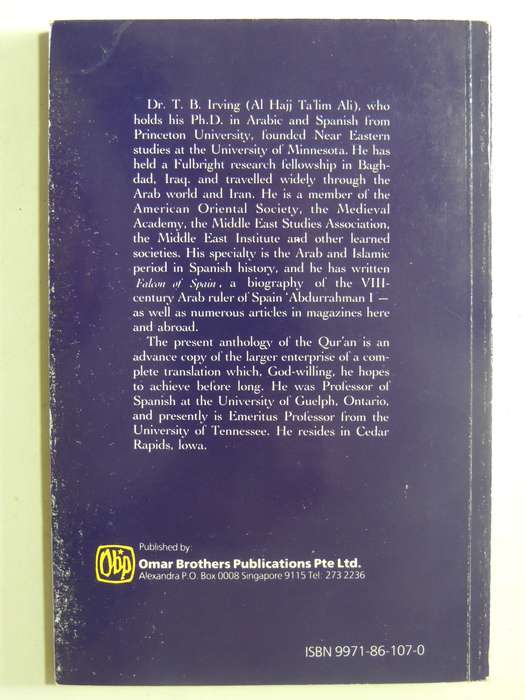 Dr. T. B. Irving (Al Hajj Ta'lim Ali), who
holds his Ph.D. in Arabic and Spanish from
Princeton University, founded Near Eastern
studies at the University of Minnesota. He has
held a Fulbright research fellowship in Bagh-
dad, Iraq. and travelled widely through the
Arab world and Iran. He is a member of the
American Oriental Society, the Medieval
Academy, the Middle East Studies Association,
the Middle East Institute and other learned
societies. His specialty is the Arab and Islamic
period in Spanish history, and he has written
Falcon of Spain, a biography of the VIII-
century Arab ruler of Spain 'Abdurrahman I —
as well as numerous articles in magazines here
and abroad.
The present anthology of the Qur'an is an
advance copy of the larger enterprise of a com-
plete translation which, God-willing, he hopes
to achieve before long. He was Professor of
Spanish at the University of Guelph, Ontario,
and presently is Emeritus Professor from the
University of Tennessee. He resides in Cedar
Rapids, Iowa.
Obp
Published by:
Omar Brothers Publications Pte Ltd.
Alexandra P.O. Box 0008 Singapore 9115 Tel: 273 2236
ISBN 9971-86-107-0